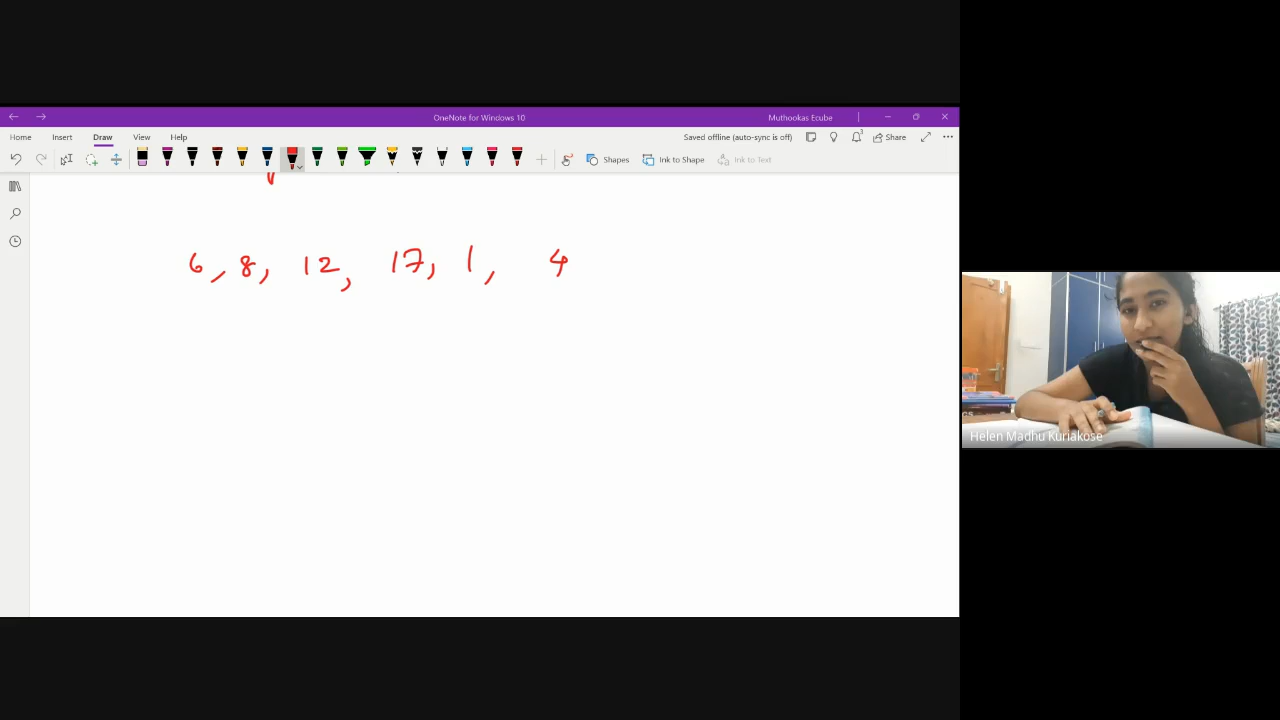 OneNote for Windows 10
Muthookas Ecube
Home Insert Draw View Help
Saved offline (auto-sync is off)
Share
Shapes
Ink to Shape
Ink to Text
6, 8, 12, 17, 1, 4
Helen Madhu Kuriakose